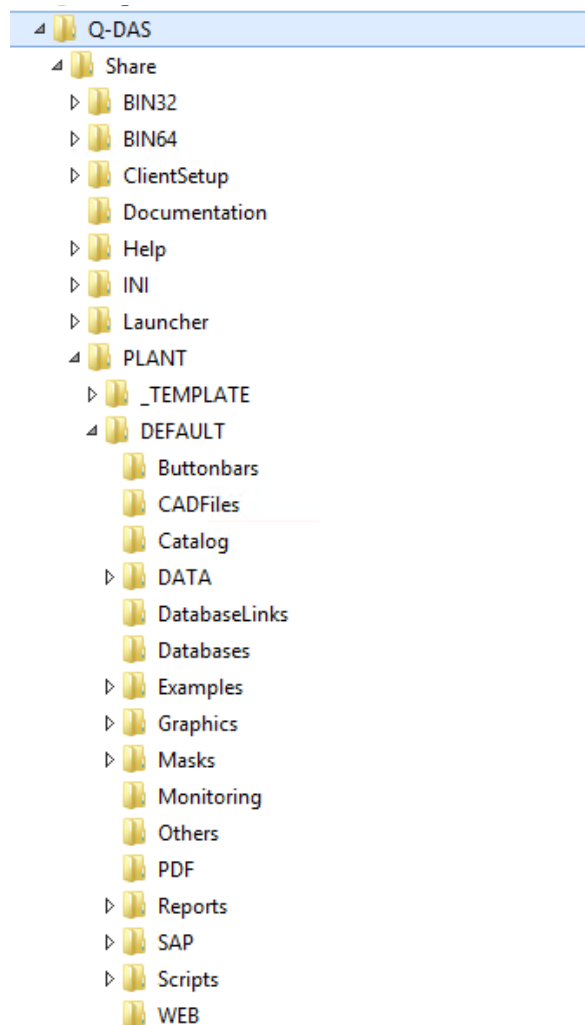 Q-DAS
Share
BIN32
BIN64
ClientSetup
Documentation
Help
INI
Launcher
PLANT
_TEMPLATE
DEFAULT
Buttonbars
CADFiles
Catalog
DATA
DatabaseLinks
Databases
Examples
Graphics
Masks
Monitoring
Others
PDF
Reports
SAP
Scripts
WEB